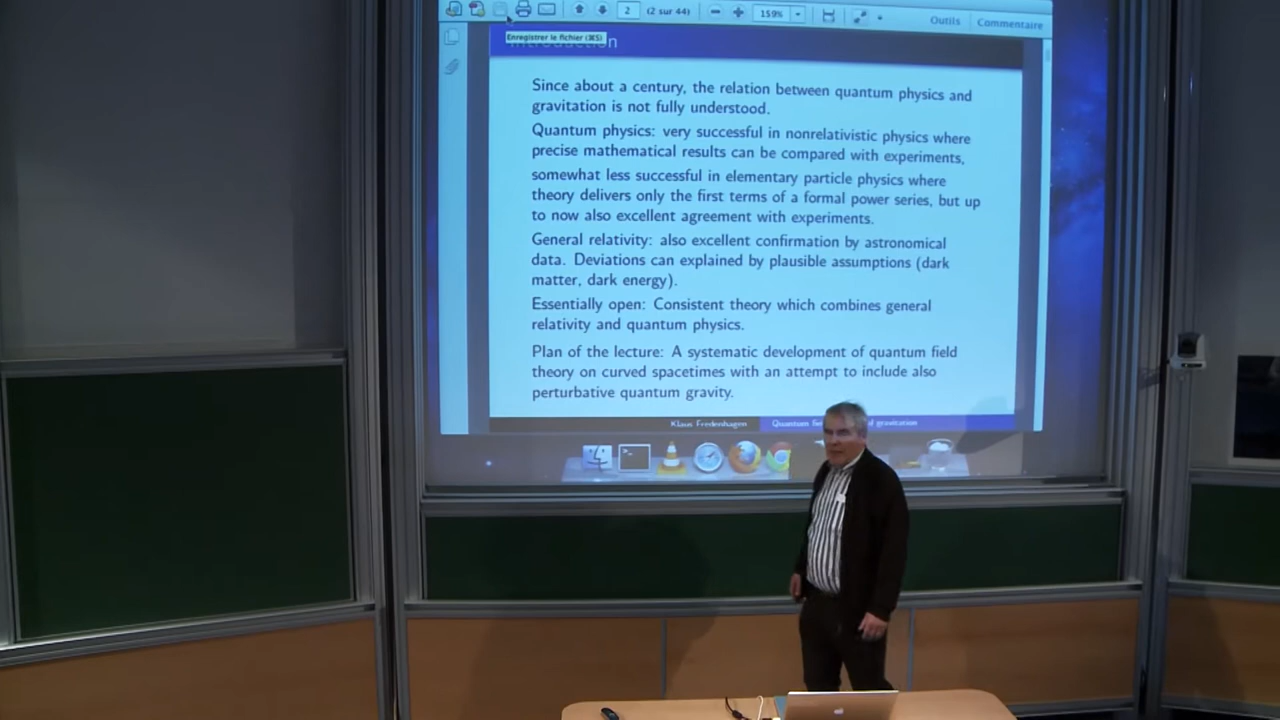 2
(2 sur 44)
159%
Outils
Commentaire
Enregistrer le fichier (⌘S)
Introduction
Since about a century, the relation between quantum physics and
gravitation is not fully understood.
Quantum physics: very successful in nonrelativistic physics where
precise mathematical results can be compared with experiments,
somewhat less successful in elementary particle physics where
theory delivers only the first terms of a formal power series, but up
to now also excellent agreement with experiments.
General relativity: also excellent confirmation by astronomical
data. Deviations can explained by plausible assumptions (dark
matter, dark energy).
Essentially open: Consistent theory which combines general
relativity and quantum physics.
Plan of the lecture: A systematic development of quantum field
theory on curved spacetimes with an attempt to include also
perturbative quantum gravity.
Klaus Fredenhagen
Quantum gravitation